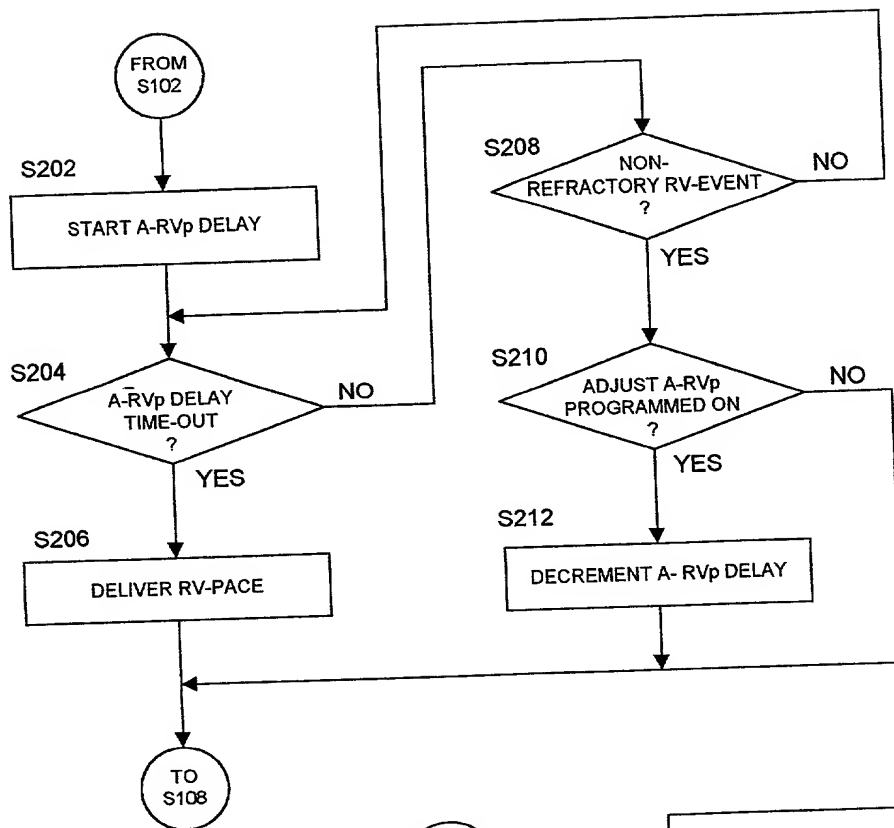 FROM
S102
S202
START A-RVp DELAY
S204
A-RVp DELAY
TIME-OUT
?
NO
YES
S206
DELIVER RV-PACE
TO
S108
S208
NON-
REFRACTORY RV-EVENT
?
NO
YES
S210
ADJUST A-RVp
PROGRAMMED ON
?
NO
YES
S212
DECREMENT A- RVp DELAY